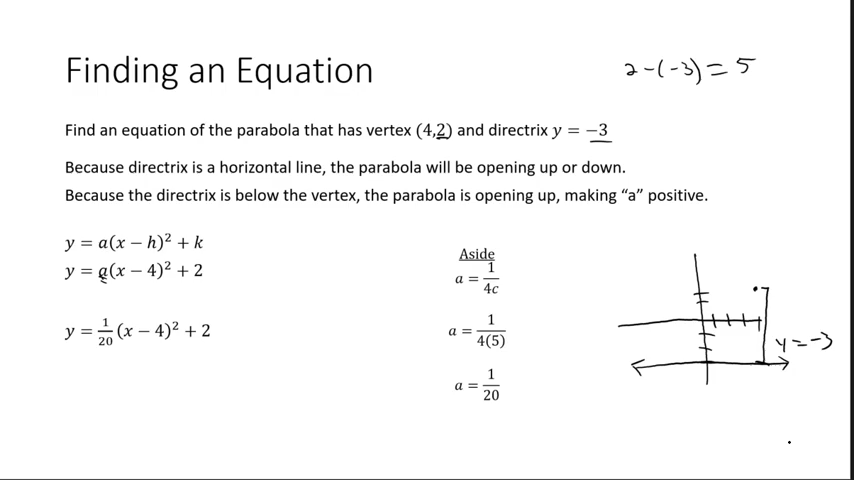 Finding an Equation
2-(-3) = 5
Find an equation of the parabola that has vertex (4,2) and directrix y = −3
Because directrix is a horizontal line, the parabola will be opening up or down.
Because the directrix is below the vertex, the parabola is opening up, making “a” positive.
y = a(x − h)² + k
y = a(x − 4)² + 2
y = 1/20 (x − 4)² + 2
Aside
a = 1/4c
a = 1/4(5)
a = 1/20
y = -3